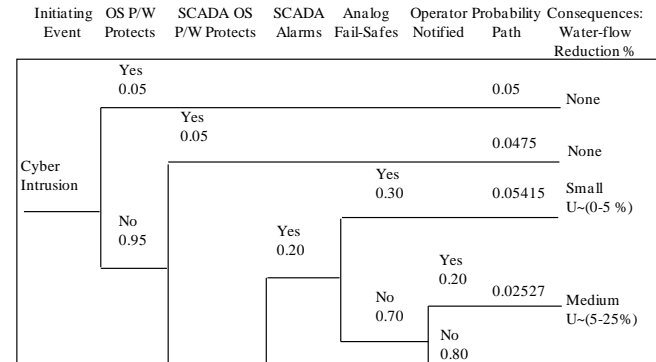 Initiating Event
OS P/W Protects
SCADA OS P/W Protects
SCADA Alarms
Analog Fail-Safes
Operator Notified
Probability Path
Consequences: Water-flow Reduction %
Yes
0.05
0.05
None
Yes
0.05
0.0475
None
Cyber
Intrusion
Yes
0.30
0.05415
Small
U~(0-5 %)
No
0.95
Yes
0.20
Yes
0.20
0.02527
Medium
U~(5-25%)
No
0.70
No
0.80